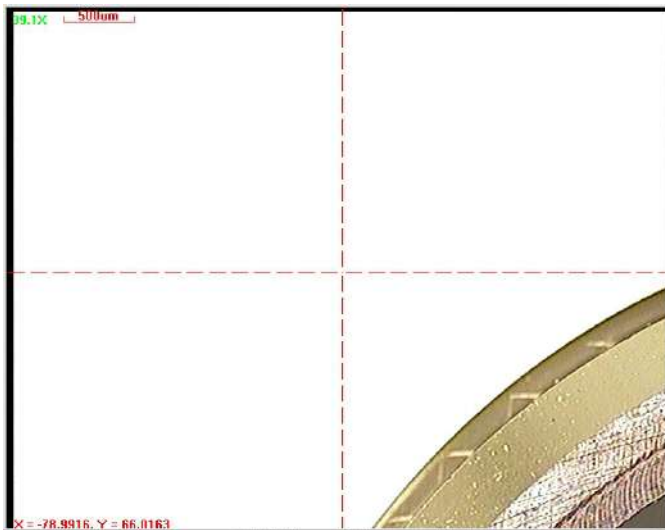 39.1X 500um
X = -78.9916, Y = 66.0163